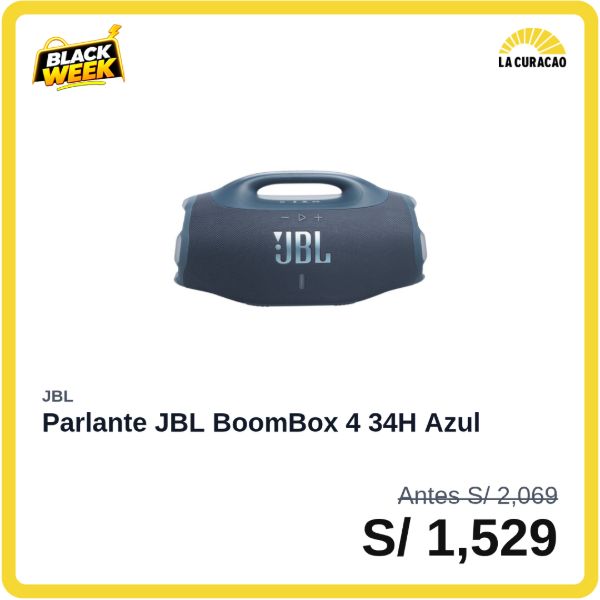 BLACK
WEEK
LA CURACAO
JBL
JBL
Parlante JBL BoomBox 4 34H Azul
Antes S/ 2,069
S/ 1,529